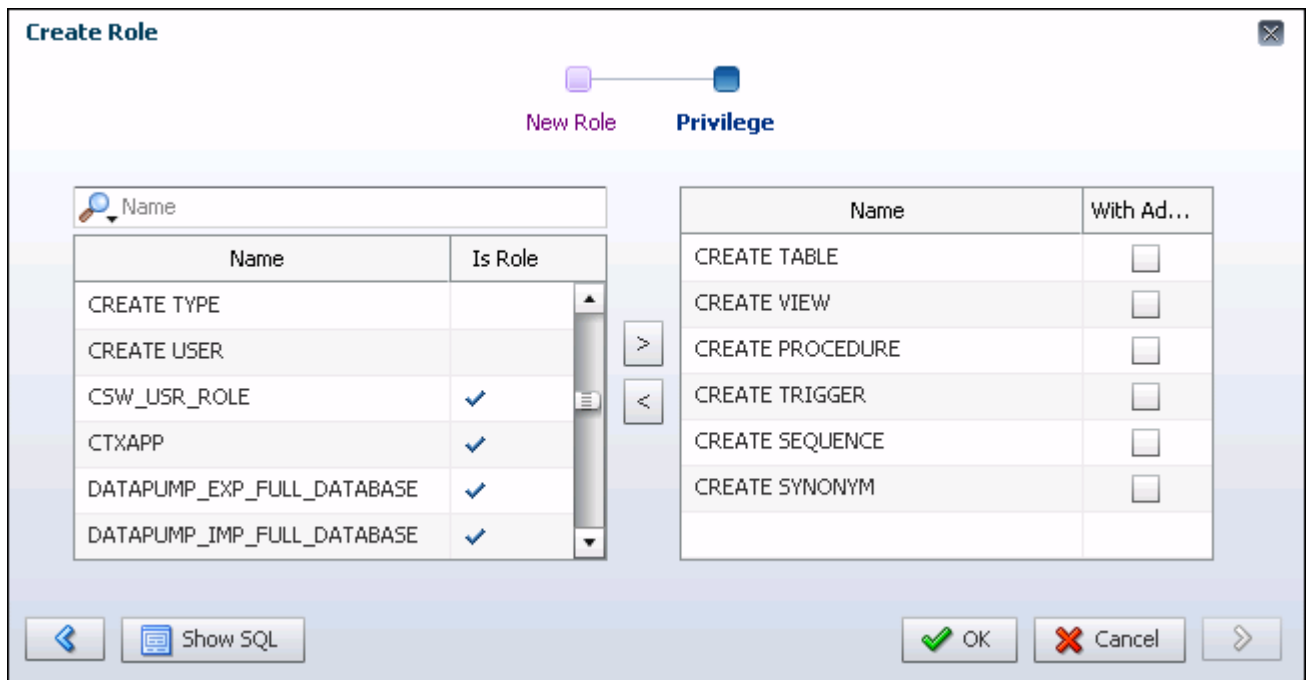 Create Role
New Role Privilege
Name
Name Is Role
CREATE TYPE
CREATE USER
CSW_USR_ROLE
CTXAPP
DATAPUMP_EXP_FULL_DATABASE
DATAPUMP_IMP_FULL_DATABASE
>
<
Name With Ad...
CREATE TABLE
CREATE VIEW
CREATE PROCEDURE
CREATE TRIGGER
CREATE SEQUENCE
CREATE SYNONYM
Show SQL OK Cancel